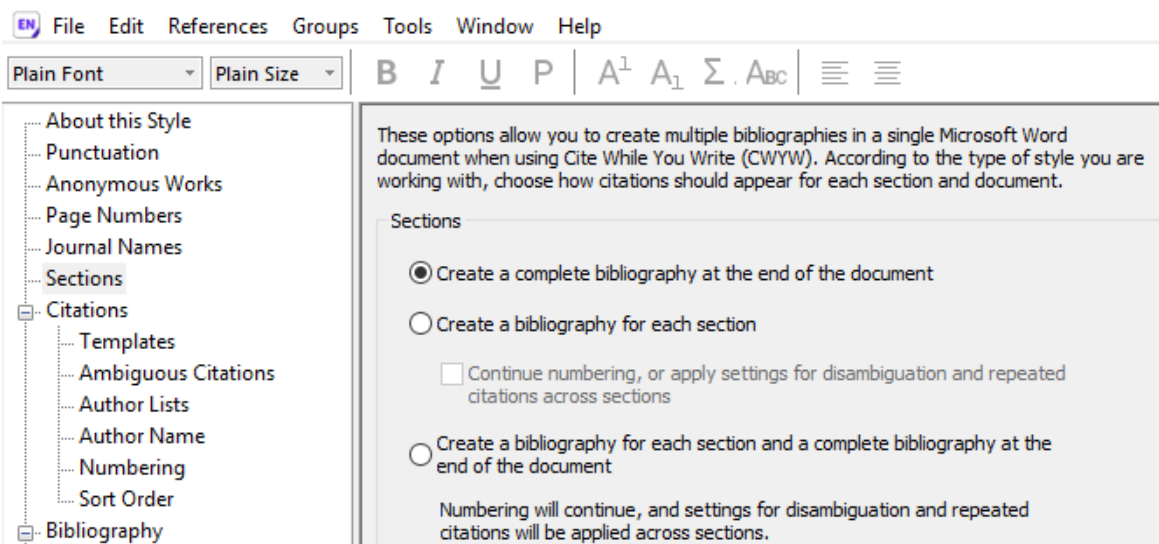 EN File Edit References Groups Tools Window Help
Plain Font Plain Size B I U P A1 A1 Σ . ABC
About this Style
Punctuation
Anonymous Works
Page Numbers
Journal Names
Sections
Citations
Templates
Ambiguous Citations
Author Lists
Author Name
Numbering
Sort Order
Bibliography
These options allow you to create multiple bibliographies in a single Microsoft Word
document when using Cite While You Write (CWYW). According to the type of style you are
working with, choose how citations should appear for each section and document.
Sections
Create a complete bibliography at the end of the document
Create a bibliography for each section
Continue numbering, or apply settings for disambiguation and repeated
citations across sections
Create a bibliography for each section and a complete bibliography at the
end of the document
Numbering will continue, and settings for disambiguation and repeated
citations will be applied across sections.